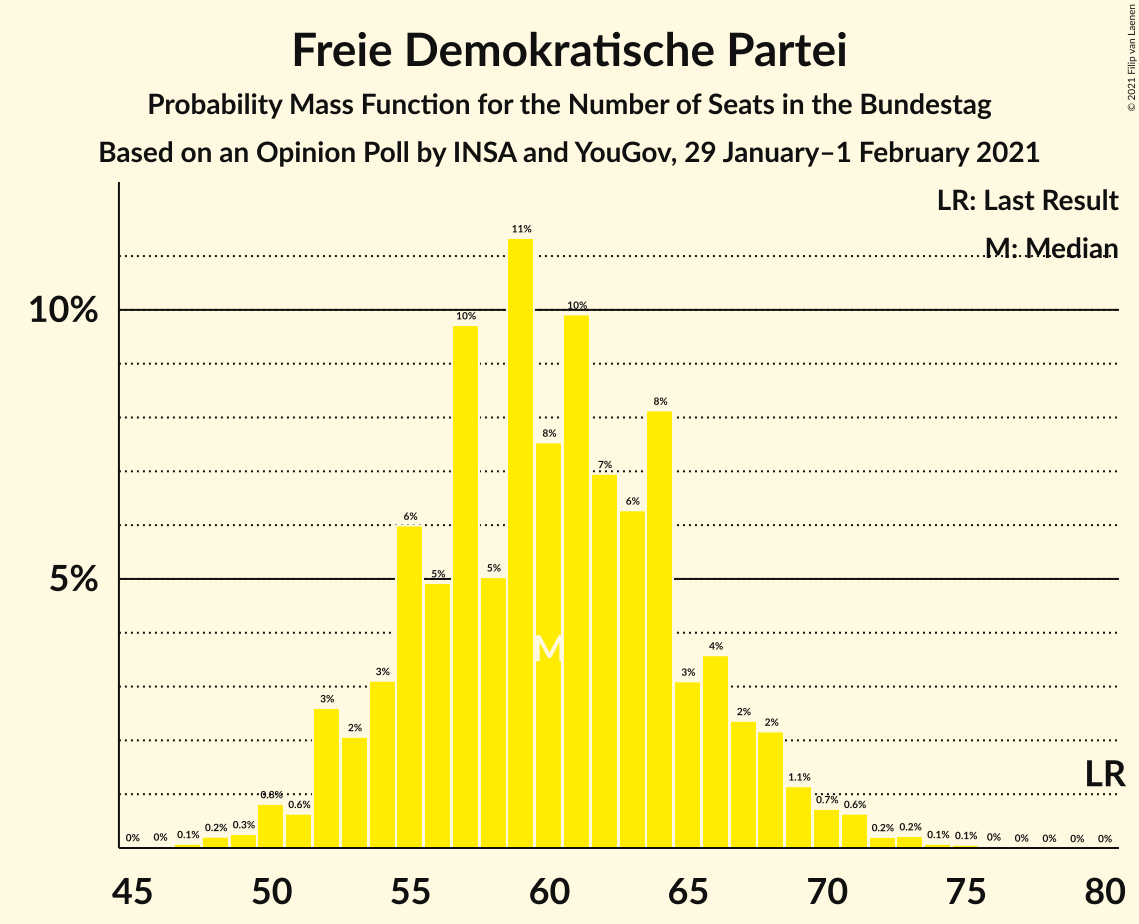 Freie Demokratische Partei
Probability Mass Function for the Number of Seats in the Bundestag
Based on an Opinion Poll by INSA and YouGov, 29 January–1 February 2021
© 2021 Filip van Laenen
LR: Last Result
M: Median
10%
5%
0% 0% 0.1% 0.2% 0.3% 0.8% 0.6% 3% 2% 3% 6% 5% 10% 5% 11% 8% 10% 7% 6% 8% 3% 4% 2% 2% 1.1% 0.7% 0.6% 0.2% 0.2% 0.1% 0.1% 0% 0% 0% 0% 0%
M
LR
45 50 55 60 65 70 75 80